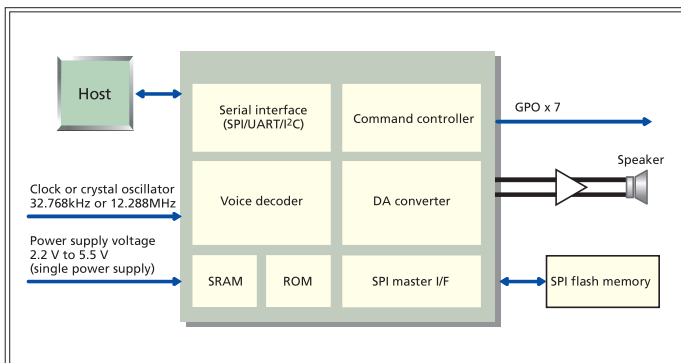 Host
Serial interface
(SPI/UART/I²C)
Command controller
GPO x 7
Speaker
Clock or crystal oscillator
32.768kHz or 12.288MHz
Voice decoder
DA converter
Power supply voltage
2.2 V to 5.5 V
(single power supply)
SRAM
ROM
SPI master I/F
SPI flash memory